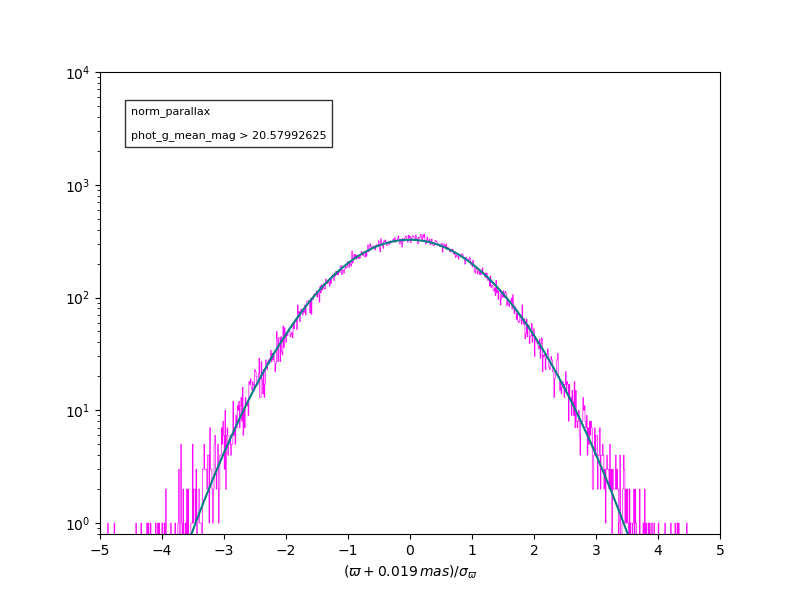 10⁴
10³
10²
10¹
10⁰
norm_parallax
phot_g_mean_mag > 20.57992625
−5 −4 −3 −2 −1 0 1 2 3 4 5
(ϖ + 0.019 mas)/σ_ϖ